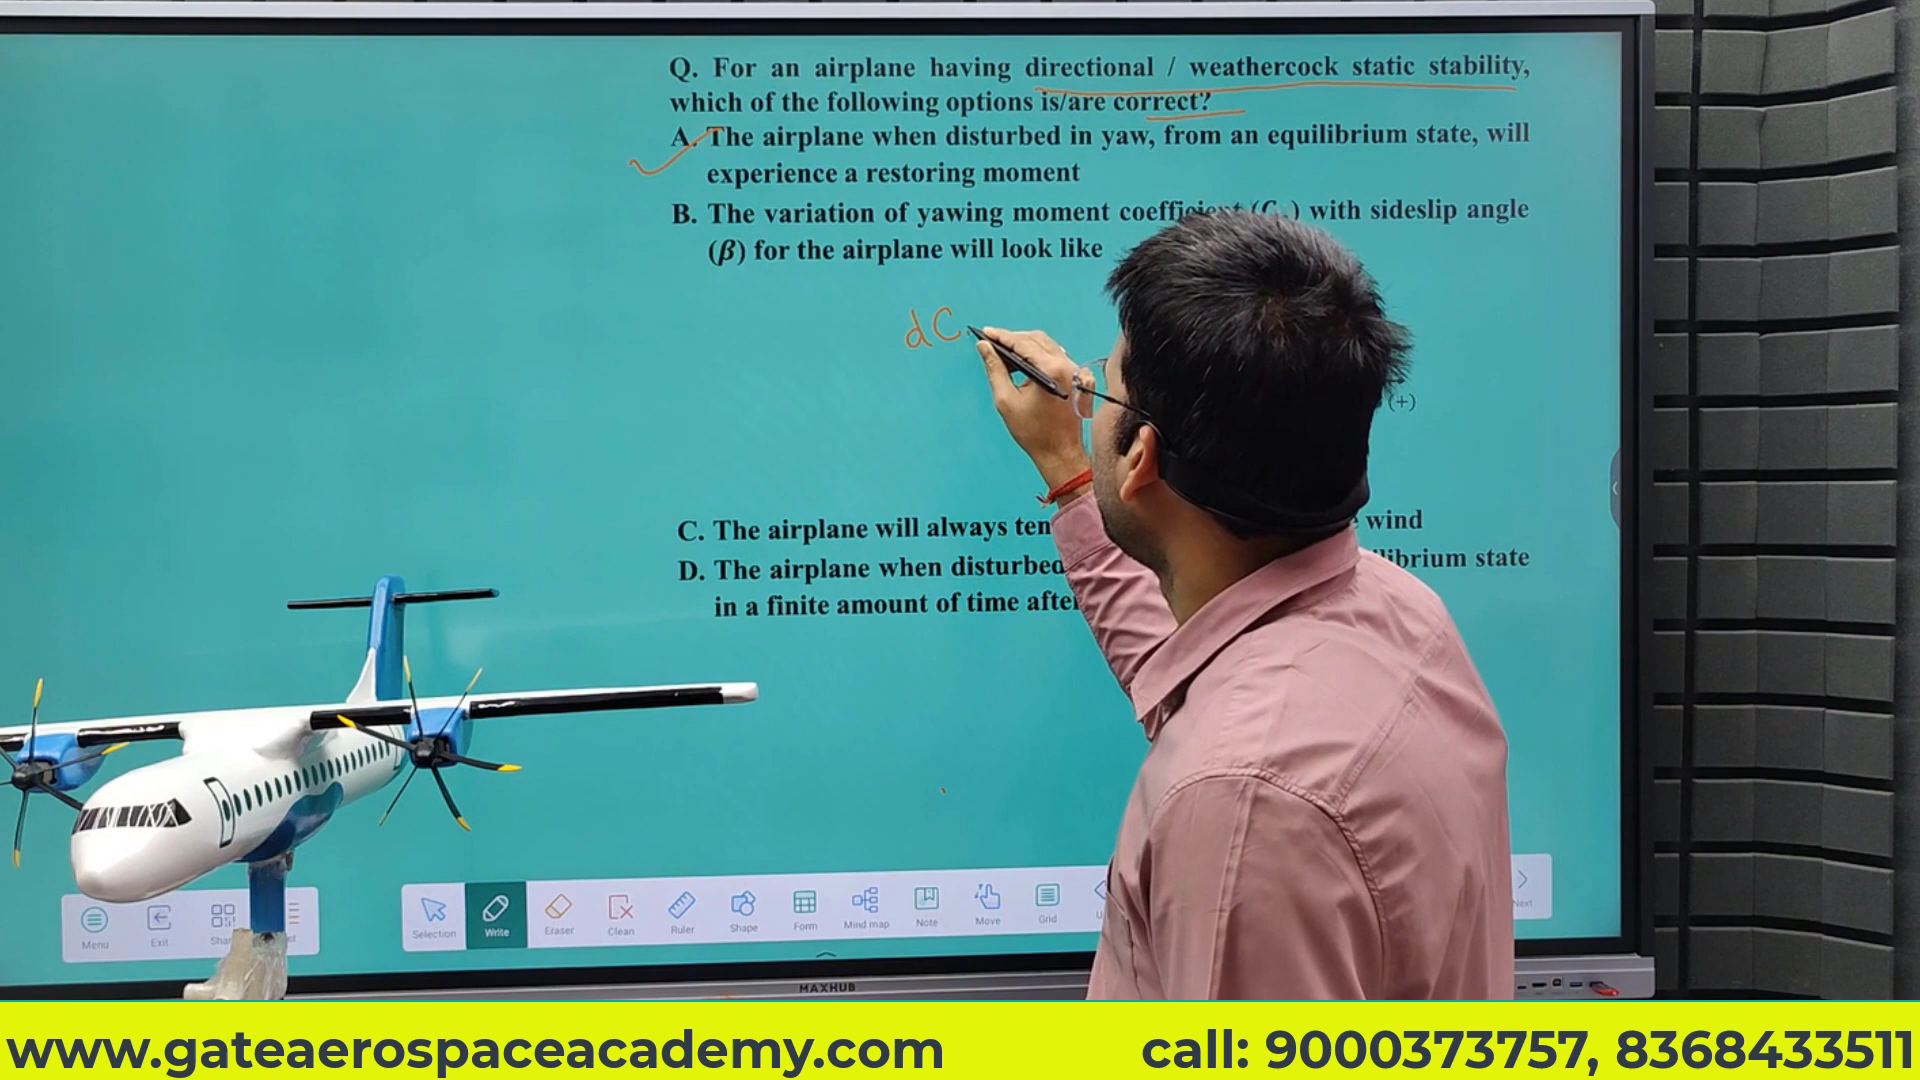 Q. For an airplane having directional / weathercock static stability,
which of the following options is/are correct?
A. The airplane when disturbed in yaw, from an equilibrium state, will
experience a restoring moment
B. The variation of yawing moment coefficient with sideslip angle
(β) for the airplane will look like
dC
(+)
C. The airplane will always wind
D. The airplane when disturbed state
in a finite amount of time after
Menu
Exit
Selection
Write
Eraser
Clean
Ruler
Shape
Form
Mind map
Note
Move
Grid
Next
MAXHUB
www.gateaerospaceacademy.com call: 9000373757, 8368433511